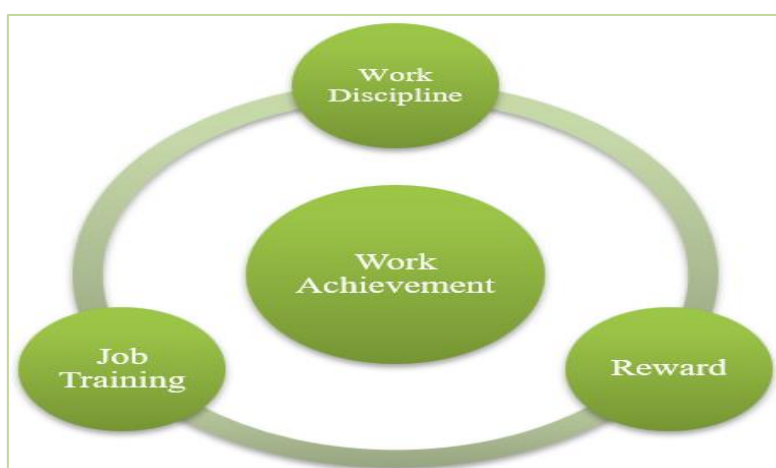 Work
Discipline
Work
Achievement
Job
Training
Reward